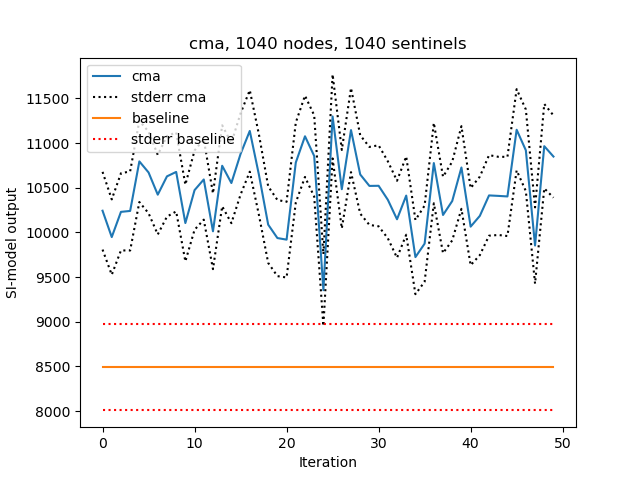 cma, 1040 nodes, 1040 sentinels
cma
stderr cma
baseline
stderr baseline
SI-model output
11500
11000
10500
10000
9500
9000
8500
8000
0 10 20 30 40 50
Iteration